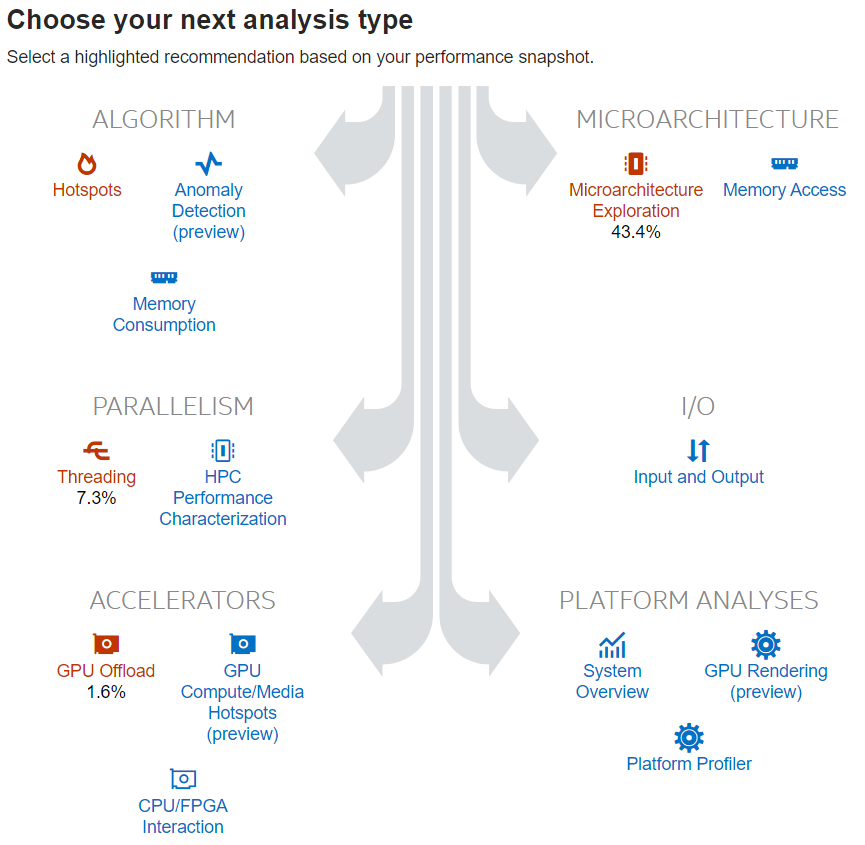 Choose your next analysis type
Select a highlighted recommendation based on your performance snapshot.
ALGORITHM
Hotspots
Anomaly
Detection
(preview)
Memory
Consumption
MICROARCHITECTURE
Microarchitecture
Exploration
43.4%
Memory Access
PARALLELISM
Threading
7.3%
HPC
Performance
Characterization
I/O
Input and Output
ACCELERATORS
GPU Offload
1.6%
GPU
Compute/Media
Hotspots
(preview)
CPU/FPGA
Interaction
PLATFORM ANALYSES
System
Overview
GPU Rendering
(preview)
Platform Profiler